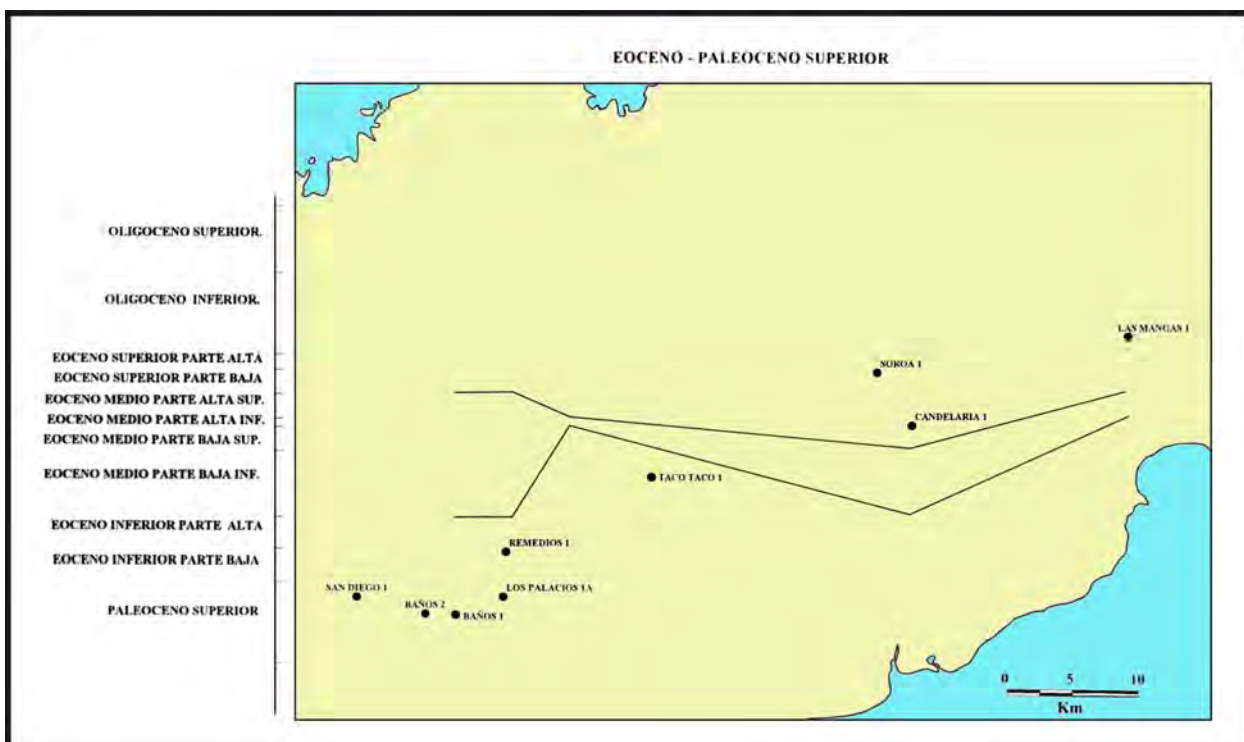 EOCENO - PALEOCENO SUPERIOR
OLIGOCENO SUPERIOR.
OLIGOCENO INFERIOR.
EOCENO SUPERIOR PARTE ALTA
EOCENO SUPERIOR PARTE BAJA
EOCENO MEDIO PARTE ALTA SUP.
EOCENO MEDIO PARTE ALTA INF.
EOCENO MEDIO PARTE BAJA SUP.
EOCENO MEDIO PARTE BAJA INF.
EOCENO INFERIOR PARTE ALTA
EOCENO INFERIOR PARTE BAJA
PALEOCENO SUPERIOR
LAS MANGAS 1
SOROA 1
CANDELARIA 1
TACO TACO 1
REMEDIOS 1
SAN DIEGO 1
LOS PALACIOS 1A
BAÑOS 2
BAÑOS 1
0 5 10
Km